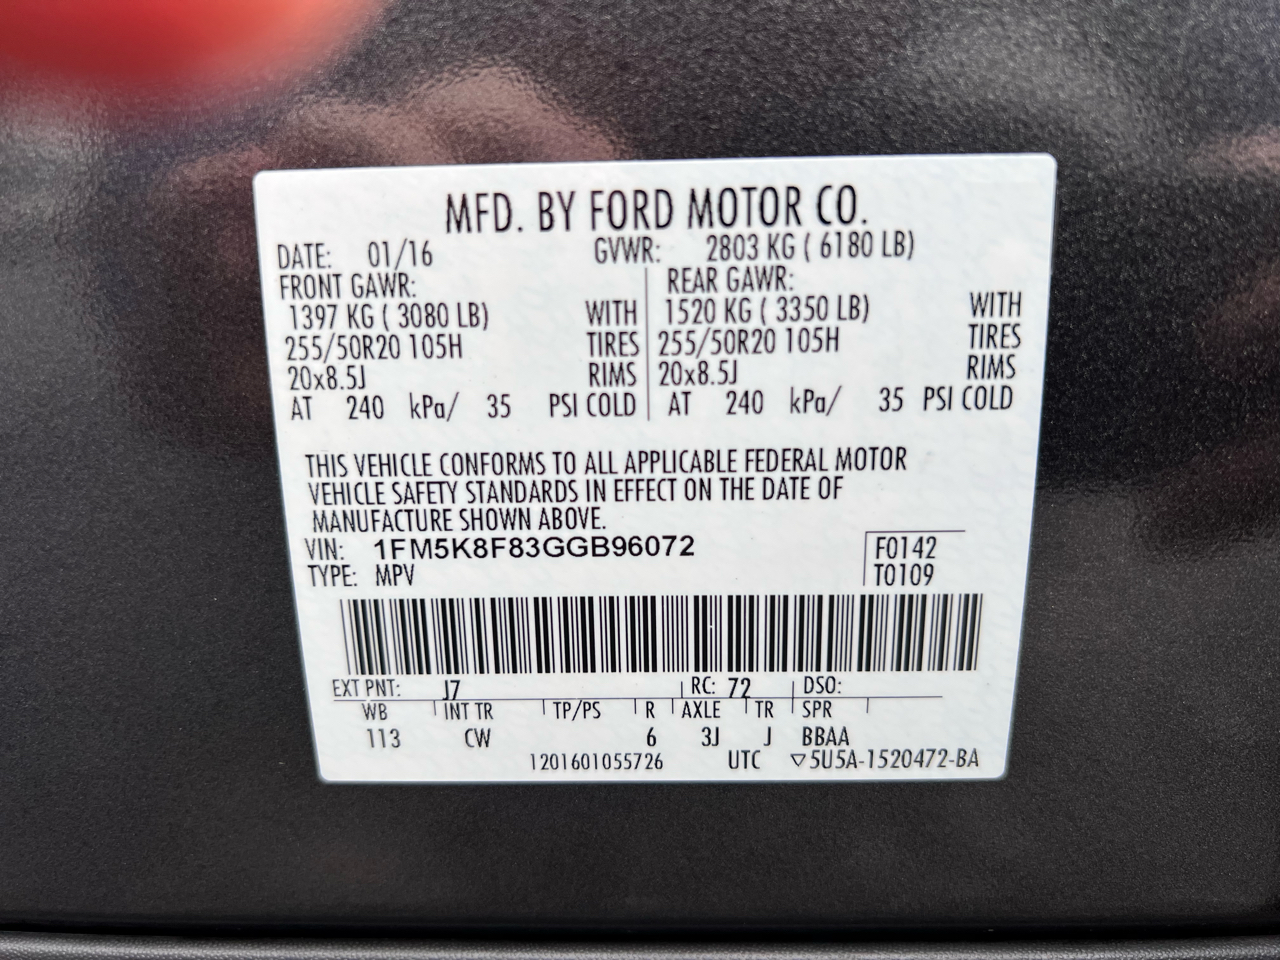 MFD. BY FORD MOTOR CO.
DATE: 01/16 GVWR: 2803 KG ( 6180 LB)
FRONT GAWR: REAR GAWR:
1397 KG ( 3080 LB) WITH 1520 KG ( 3350 LB) WITH
255/50R20 105H TIRES 255/50R20 105H TIRES
20x8.5J RIMS 20x8.5J RIMS
AT 240 kPa/ 35 PSI COLD AT 240 kPa/ 35 PSI COLD
THIS VEHICLE CONFORMS TO ALL APPLICABLE FEDERAL MOTOR
VEHICLE SAFETY STANDARDS IN EFFECT ON THE DATE OF
MANUFACTURE SHOWN ABOVE.
VIN: 1FM5K8F83GGB96072 F0142
TYPE: MPV T0109
EXT PNT: J7 RC: 72 DSO:
WB INT TR TP/PS R AXLE TR SPR
113 CW 6 3J J BBAA
1201601055726 UTC ▽5U5A-1520472-BA